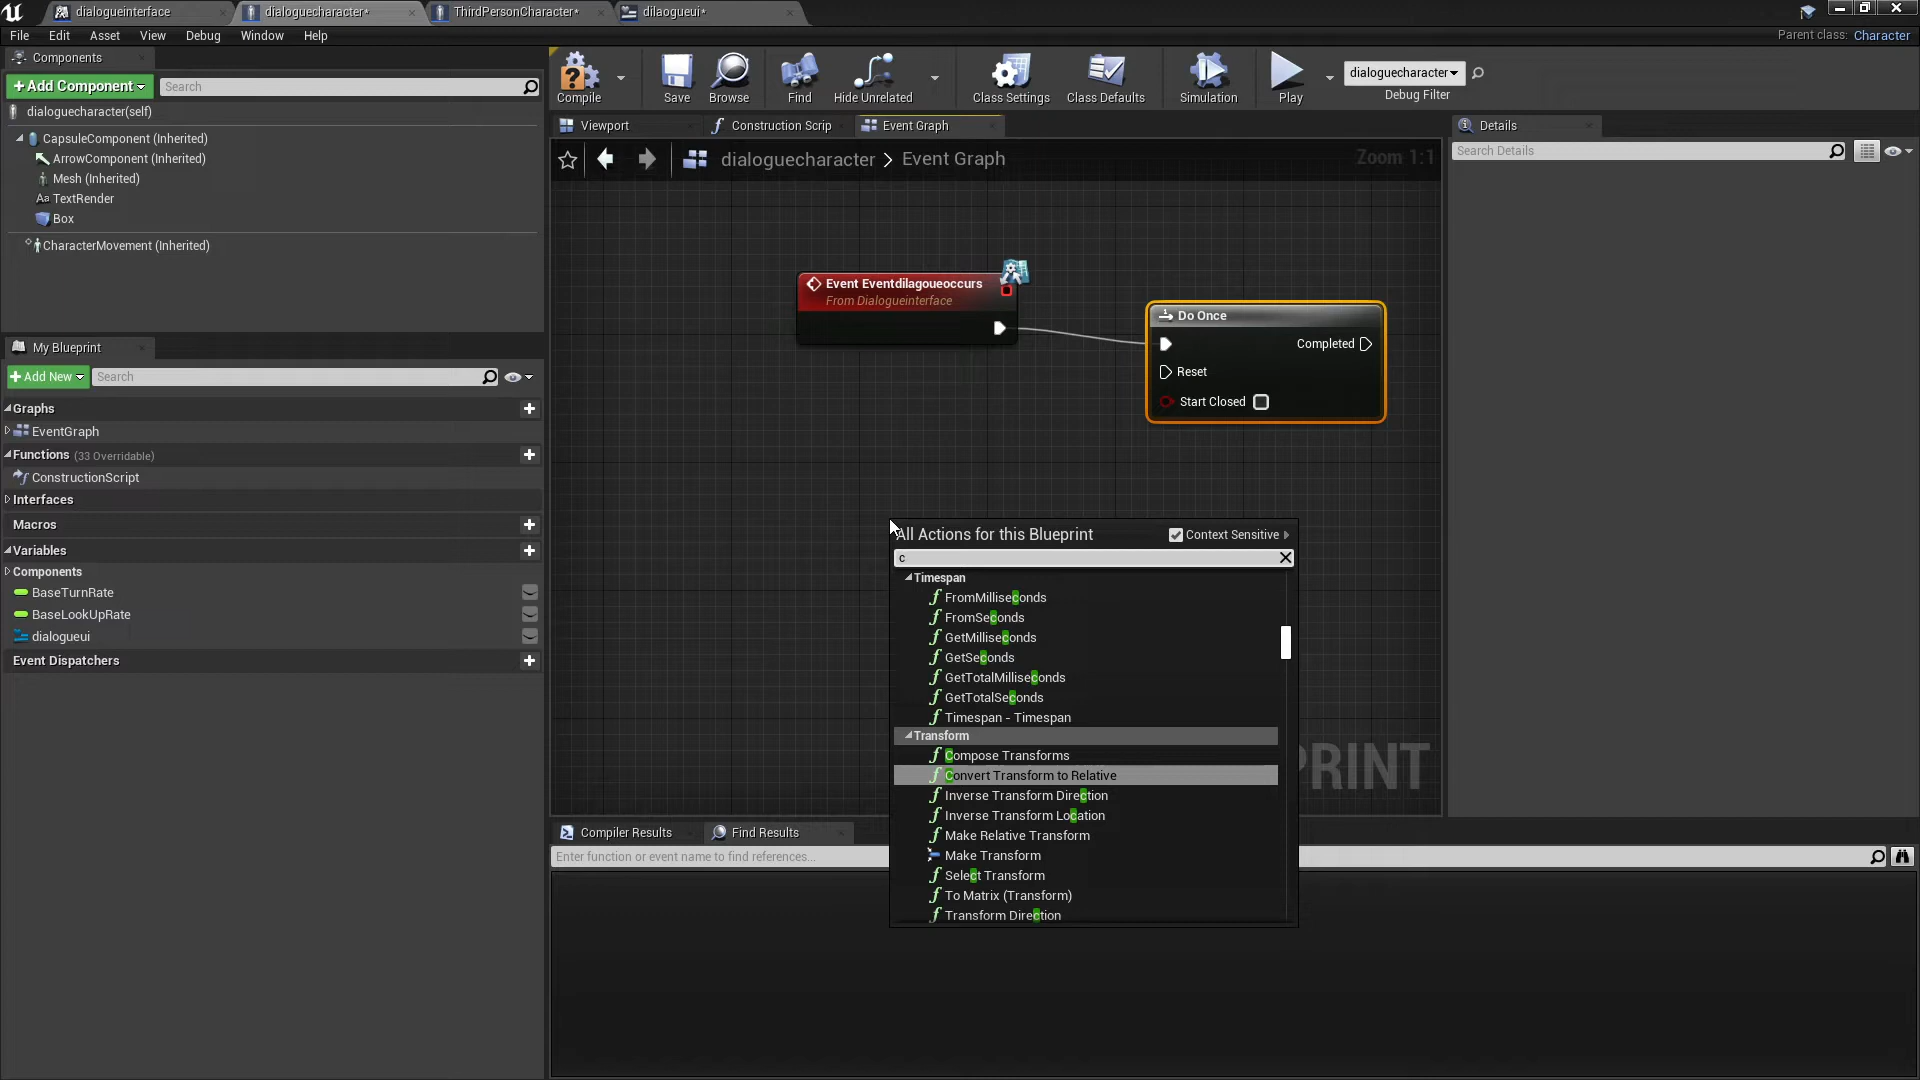 dialogueinterface
dialoguecharacter*
ThirdPersonCharacter*
dilaogueui*
File Edit Asset View Debug Window Help
Parent class: Character
Components
+Add Component
Search
dialoguecharacter(self)
CapsuleComponent (Inherited)
ArrowComponent (Inherited)
Mesh (Inherited)
Aa TextRender
Box
CharacterMovement (Inherited)
My Blueprint
+Add New
Search
Graphs
EventGraph
Functions (33 Overridable)
ConstructionScript
Interfaces
Macros
Variables
Components
BaseTurnRate
BaseLookUpRate
dialogueui
Event Dispatchers
Compile
Save
Browse
Find
Hide Unrelated
Class Settings
Class Defaults
Simulation
Play
dialoguecharacter
Debug Filter
Viewport
Construction Scrip
Event Graph
dialoguecharacter > Event Graph
Zoom 1:1
Event Eventdilagoueoccurs
From Dialogueinterface
Do Once
Completed
Reset
Start Closed
All Actions for this Blueprint
Context Sensitive
c
Timespan
FromMilliseconds
FromSeconds
GetMilliseconds
GetSeconds
GetTotalMilliseconds
GetTotalSeconds
Timespan - Timespan
Transform
Compose Transforms
Convert Transform to Relative
Inverse Transform Direction
Inverse Transform Location
Make Relative Transform
Make Transform
Select Transform
To Matrix (Transform)
Transform Direction
PRINT
Compiler Results
Find Results
Enter function or event name to find references...
Details
Search Details